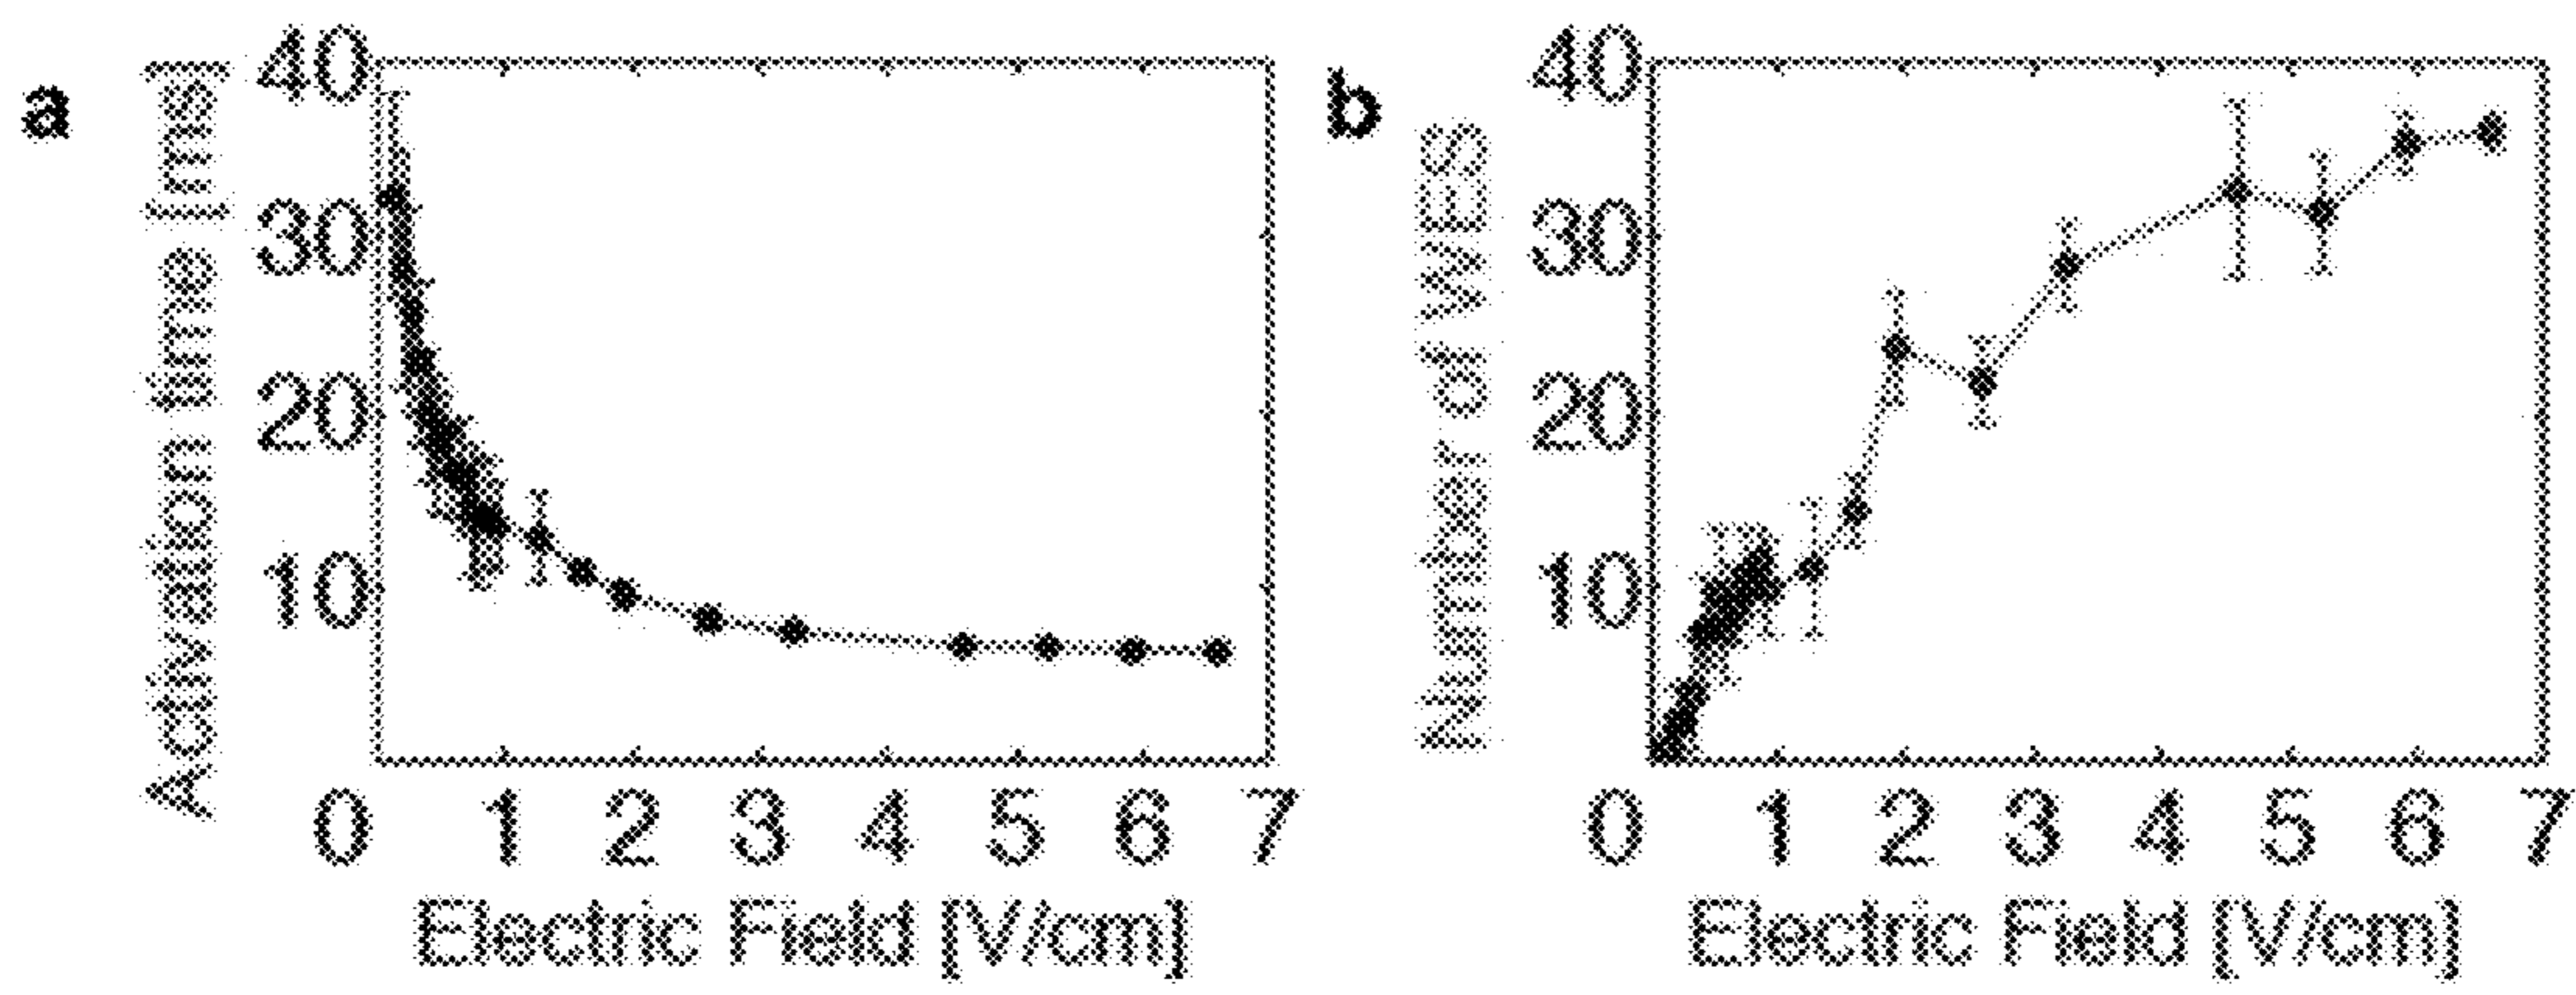 a
Activation time [ms]
40
30
20
10
0 1 2 3 4 5 6 7
Electric Field [V/cm]
b
Number of WES
40
30
20
10
0 1 2 3 4 5 6 7
Electric Field [V/cm]